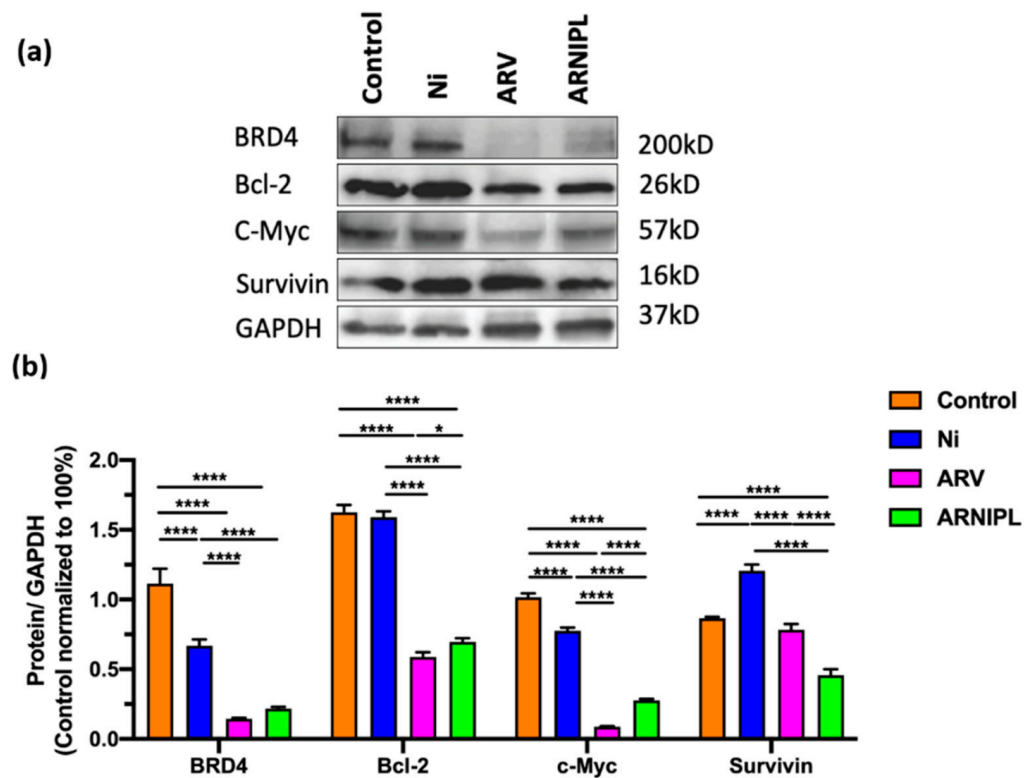 (a)
Control Ni ARV ARNIPL
BRD4 200kD
Bcl-2 26kD
C-Myc 57kD
Survivin 16kD
GAPDH 37kD
(b)
Protein/ GAPDH
(Control normalized to 100%)
2.0
1.5
1.0
0.5
0.0
**** **** **** **** ****
**** **** * **** ****
**** **** **** **** **** ****
**** **** **** **** ****
BRD4 Bcl-2 c-Myc Survivin
Control
Ni
ARV
ARNIPL